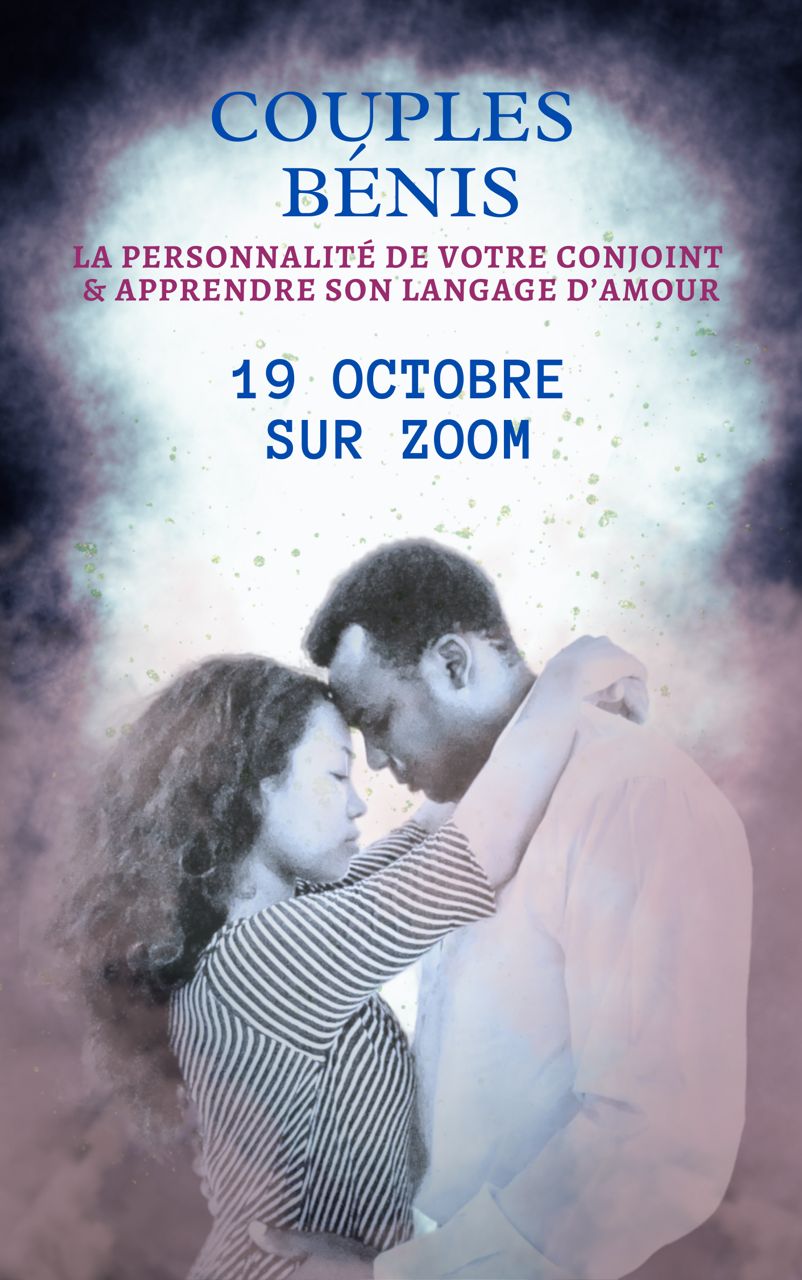 COUPLES
BÉNIS
LA PERSONNALITÉ DE VOTRE CONJOINT
& APPRENDRE SON LANGAGE D’AMOUR
19 OCTOBRE
SUR ZOOM